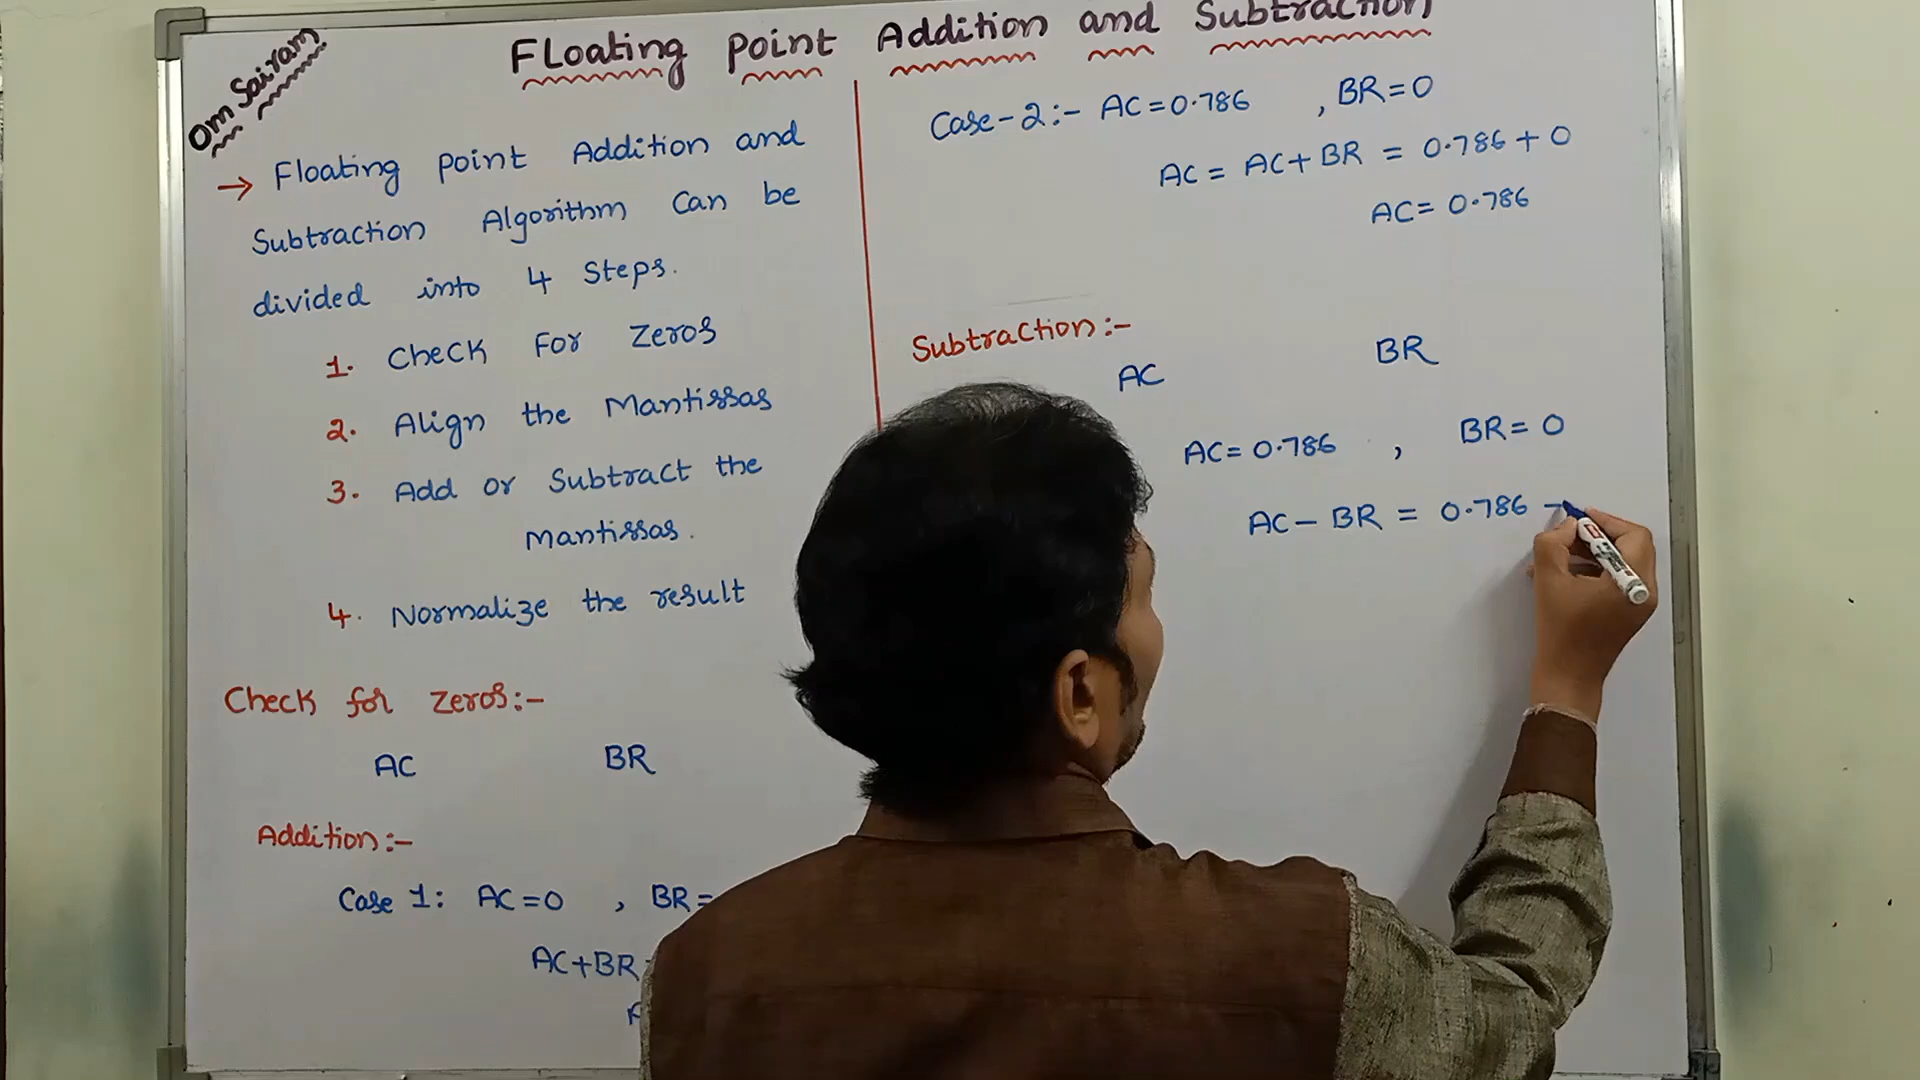 Om Sairam
Floating Point Addition and Subtraction
→ Floating point Addition and
Subtraction Algorithm Can be
divided into 4 Steps.
1. Check For Zeros
2. Align the Mantissas
3. Add or Subtract the
Mantissas.
4. Normalize the result
Check for Zeros:-
AC BR
Addition:-
Case 1: AC=0 , BR=
AC+BR
Case-2:- AC=0.786 , BR=0
AC = AC+BR = 0.786 + 0
AC= 0.786
Subtraction:-
AC BR
AC= 0.786 , BR= 0
AC- BR = 0.786 -